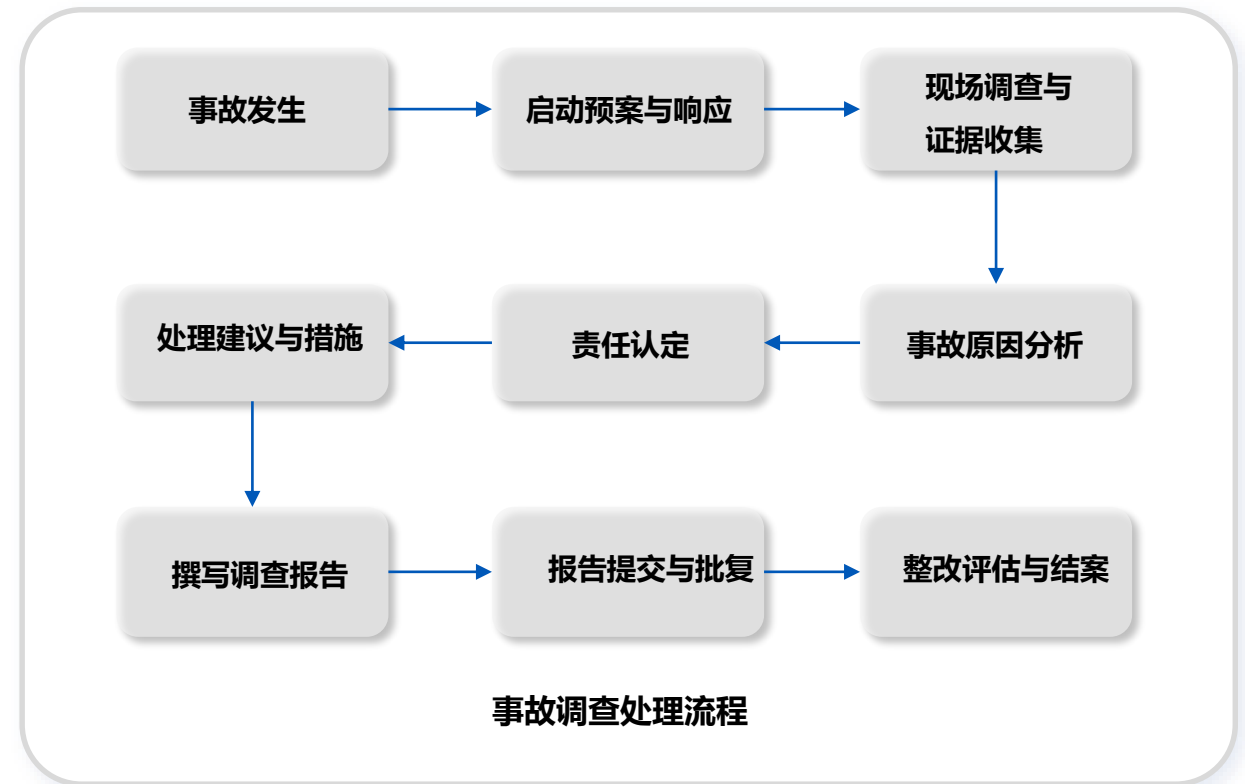 事故发生
启动预案与响应
现场调查与
证据收集
事故原因分析
责任认定
处理建议与措施
撰写调查报告
报告提交与批复
整改评估与结案
事故调查处理流程